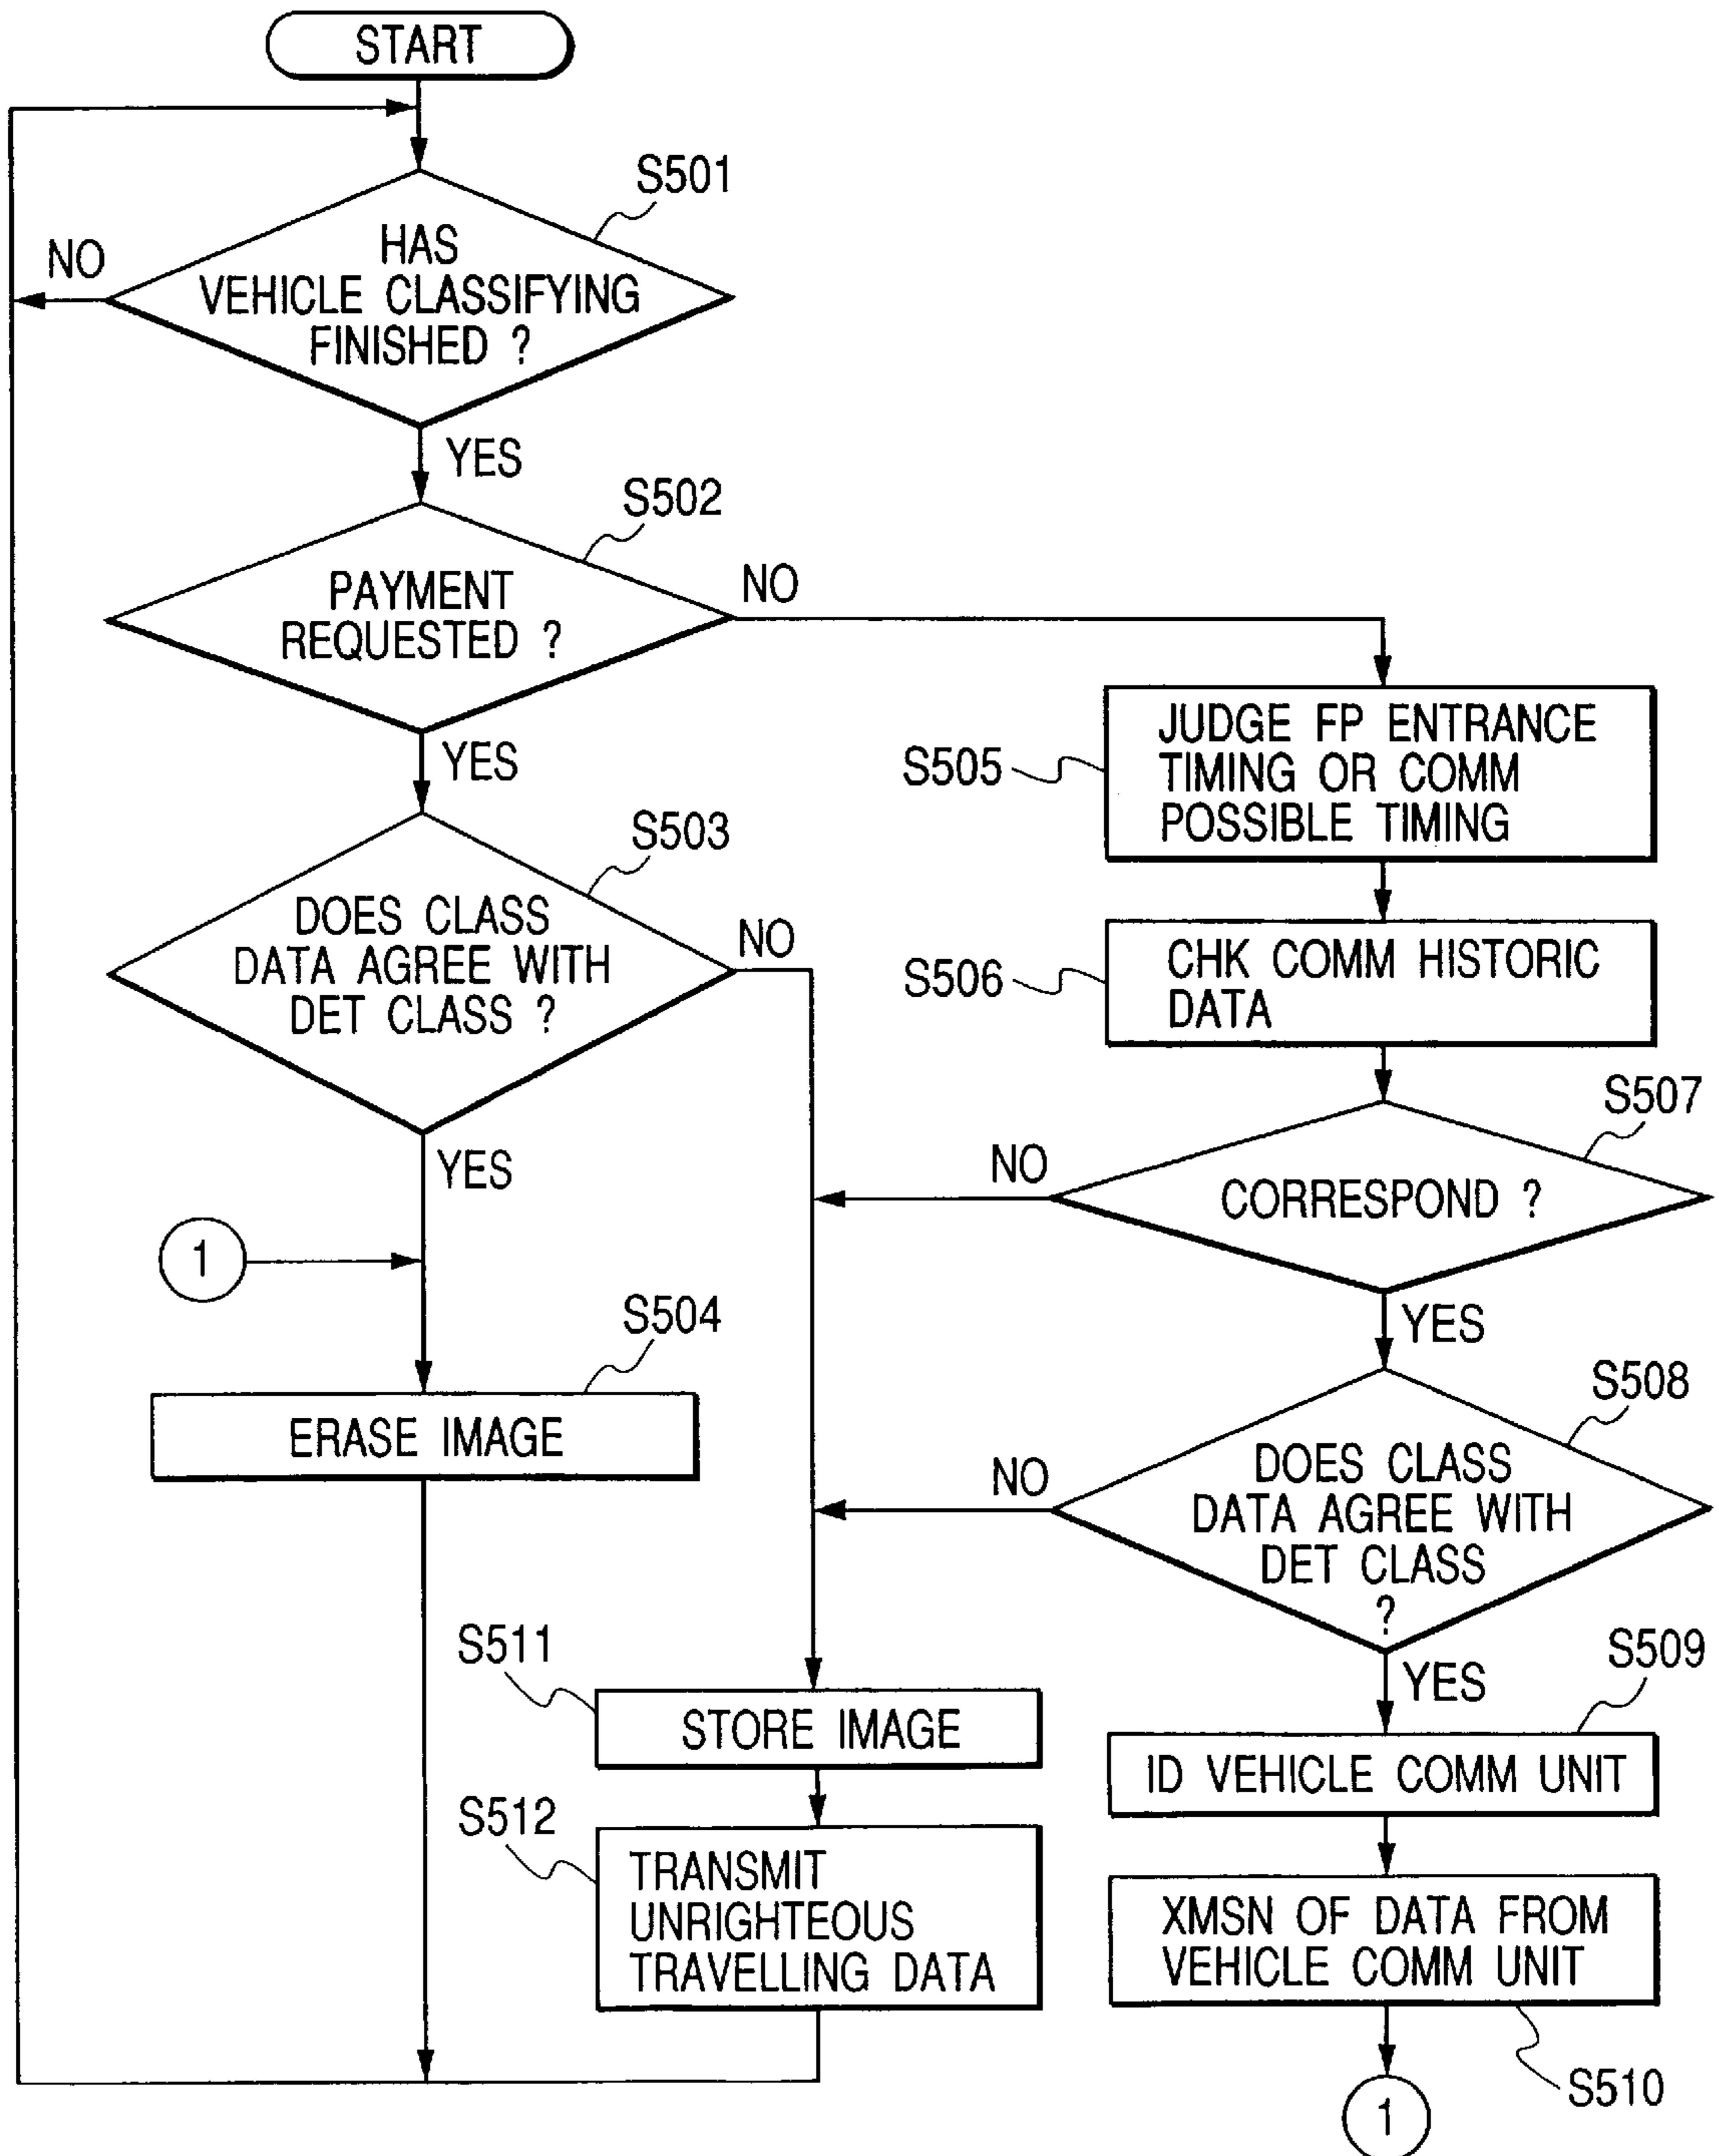 START
S501
NO
HAS
VEHICLE CLASSIFYING
FINISHED ?
YES
S502
PAYMENT
REQUESTED ?
NO
YES
S503
DOES CLASS
DATA AGREE WITH
DET CLASS ?
NO
YES
1
S504
ERASE IMAGE
S505
JUDGE FP ENTRANCE
TIMING OR COMM
POSSIBLE TIMING
S506
CHK COMM HISTORIC
DATA
S507
NO
CORRESPOND ?
YES
S508
NO
DOES CLASS
DATA AGREE WITH
DET CLASS
?
YES
S509
ID VEHICLE COMM UNIT
XMSN OF DATA FROM
VEHICLE COMM UNIT
S510
1
S511
STORE IMAGE
S512
TRANSMIT
UNRIGHTEOUS
TRAVELLING DATA